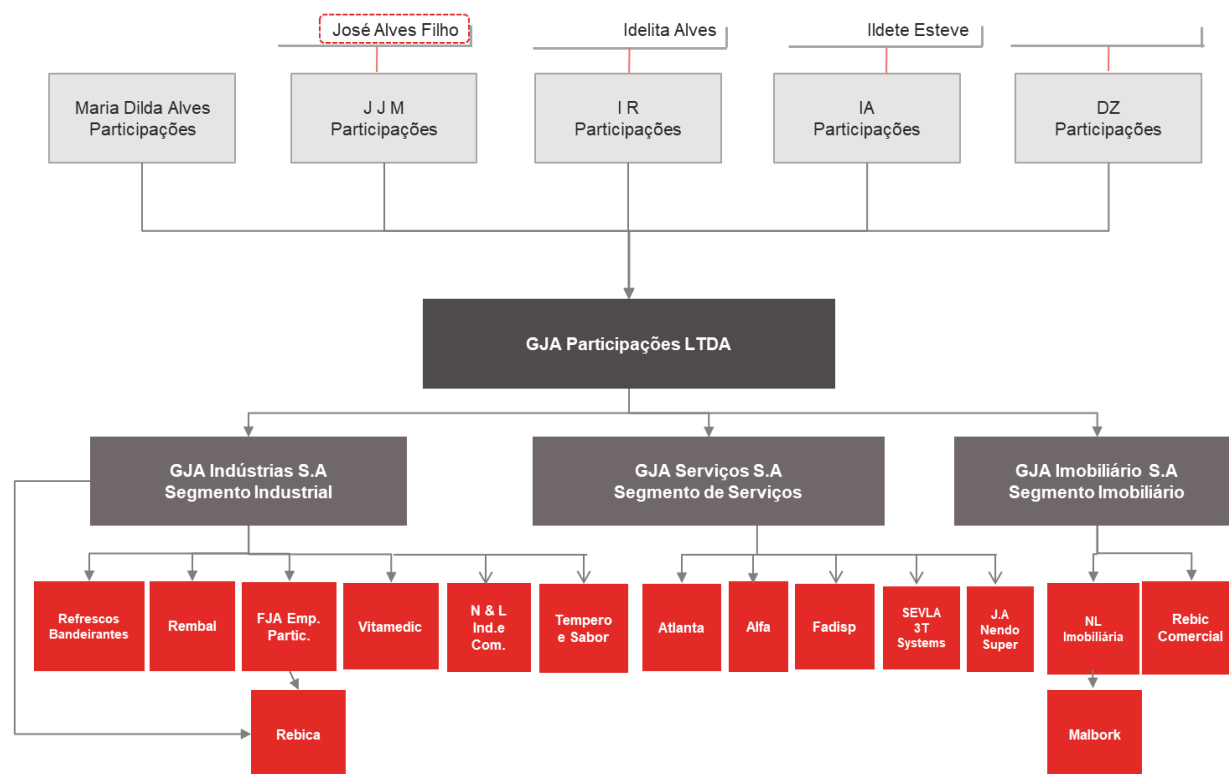 José Alves Filho
Idelita Alves
Ildete Esteve
Maria Dilda Alves
Participações
J J M
Participações
I R
Participações
IA
Participações
DZ
Participações
GJA Participações LTDA
GJA Indústrias S.A
Segmento Industrial
GJA Serviços S.A
Segmento de Serviços
GJA Imobiliário S.A
Segmento Imobiliário
Refrescos
Bandeirantes
Rembal
FJA Emp.
Partic.
Vitamedic
N & L
Ind.e
Com.
Tempero
e Sabor
Atlanta
Alfa
Fadisp
SEVLA
3T
Systems
J.A
Nendo
Super
NL
Imobiliária
Rebic
Comercial
Rebica
Malbork